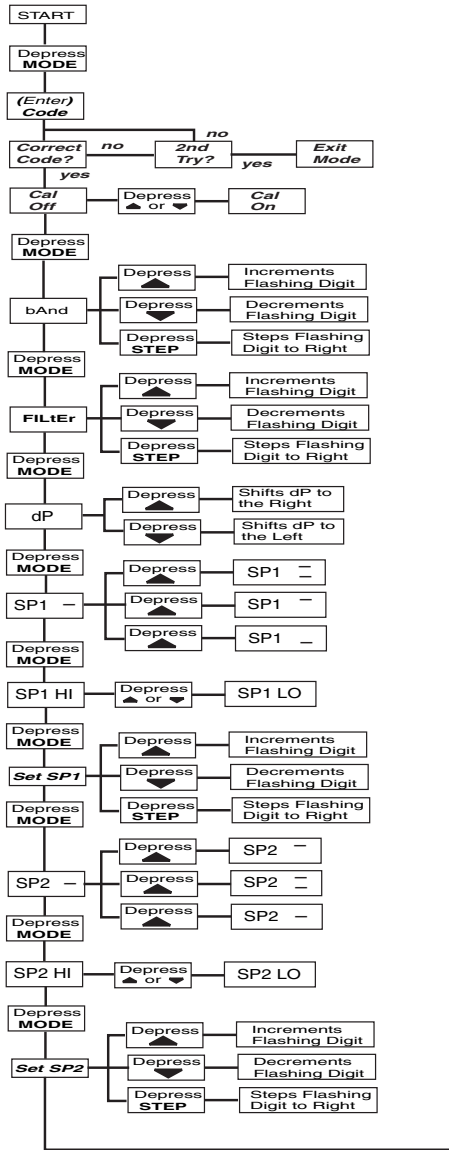 START
Depress
MODE
(Enter)
Code
no
Correct
Code?
no
2nd
Try?
yes
Exit
Mode
yes
Cal
Off
Depress
▲ or ▼
Cal
On
Depress
MODE
bAnd
Depress
▲
Increments
Flashing Digit
Depress
▼
Decrements
Flashing Digit
Depress
STEP
Steps Flashing
Digit to Right
Depress
MODE
FILtEr
Depress
▲
Increments
Flashing Digit
Depress
▼
Decrements
Flashing Digit
Depress
STEP
Steps Flashing
Digit to Right
Depress
MODE
dP
Depress
▲
Shifts dP to
the Right
Depress
▼
Shifts dP to
the Left
Depress
MODE
SP1 –
Depress
▲
SP1
Depress
▲
SP1
Depress
▲
SP1
Depress
MODE
SP1 HI
Depress
▲ or ▼
SP1 LO
Depress
MODE
Set SP1
Depress
▲
Increments
Flashing Digit
Depress
▼
Decrements
Flashing Digit
Depress
STEP
Steps Flashing
Digit to Right
Depress
MODE
SP2 –
Depress
▲
SP2
Depress
▲
SP2
Depress
▲
SP2 –
Depress
MODE
SP2 HI
Depress
▲ or ▼
SP2 LO
Depress
MODE
Set SP2
Depress
▲
Increments
Flashing Digit
Depress
▼
Decrements
Flashing Digit
Depress
STEP
Steps Flashing
Digit to Right